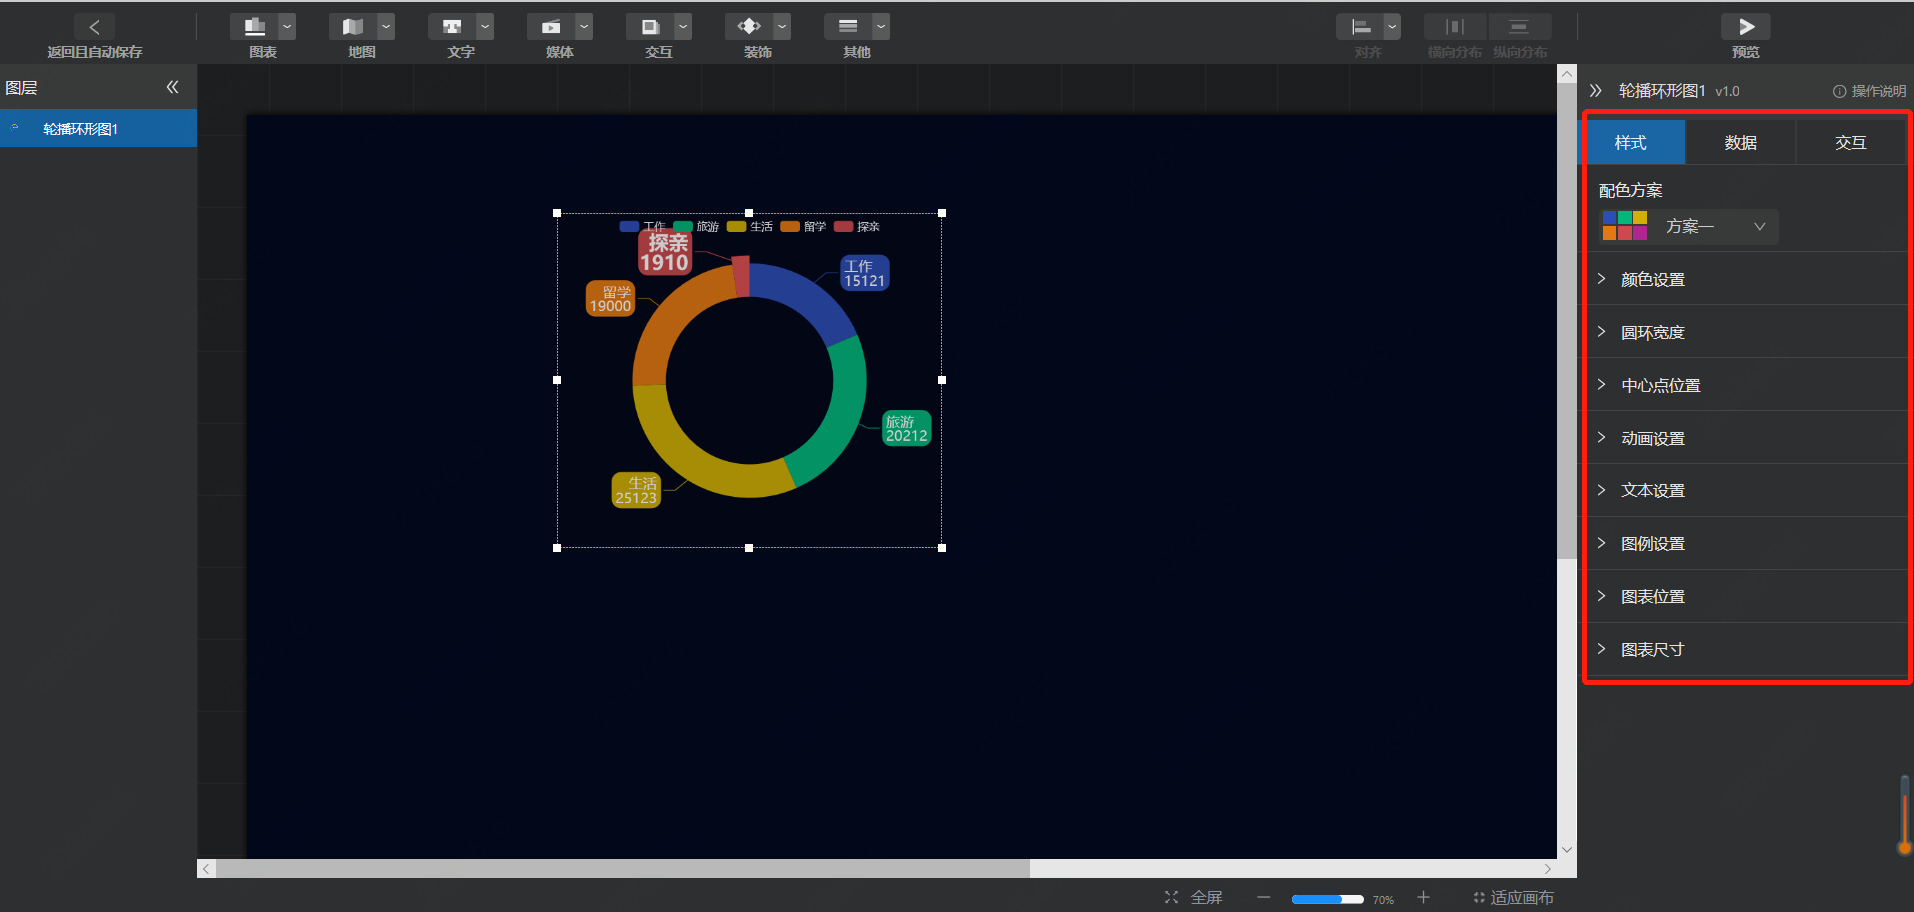 返回且自动保存
图表
地图
文字
媒体
交互
装饰
其他
对齐
横向分布
纵向分布
预览
图层
轮播环形图1
轮播环形图1 v1.0
操作说明
样式
数据
交互
配色方案
方案一
颜色设置
圆环宽度
中心点位置
动画设置
文本设置
图例设置
图表位置
图表尺寸
工作 旅游 生活 留学 探亲
探亲
1910
工作
15121
留学
19000
旅游
20212
生活
25123
全屏
70%
适应画布